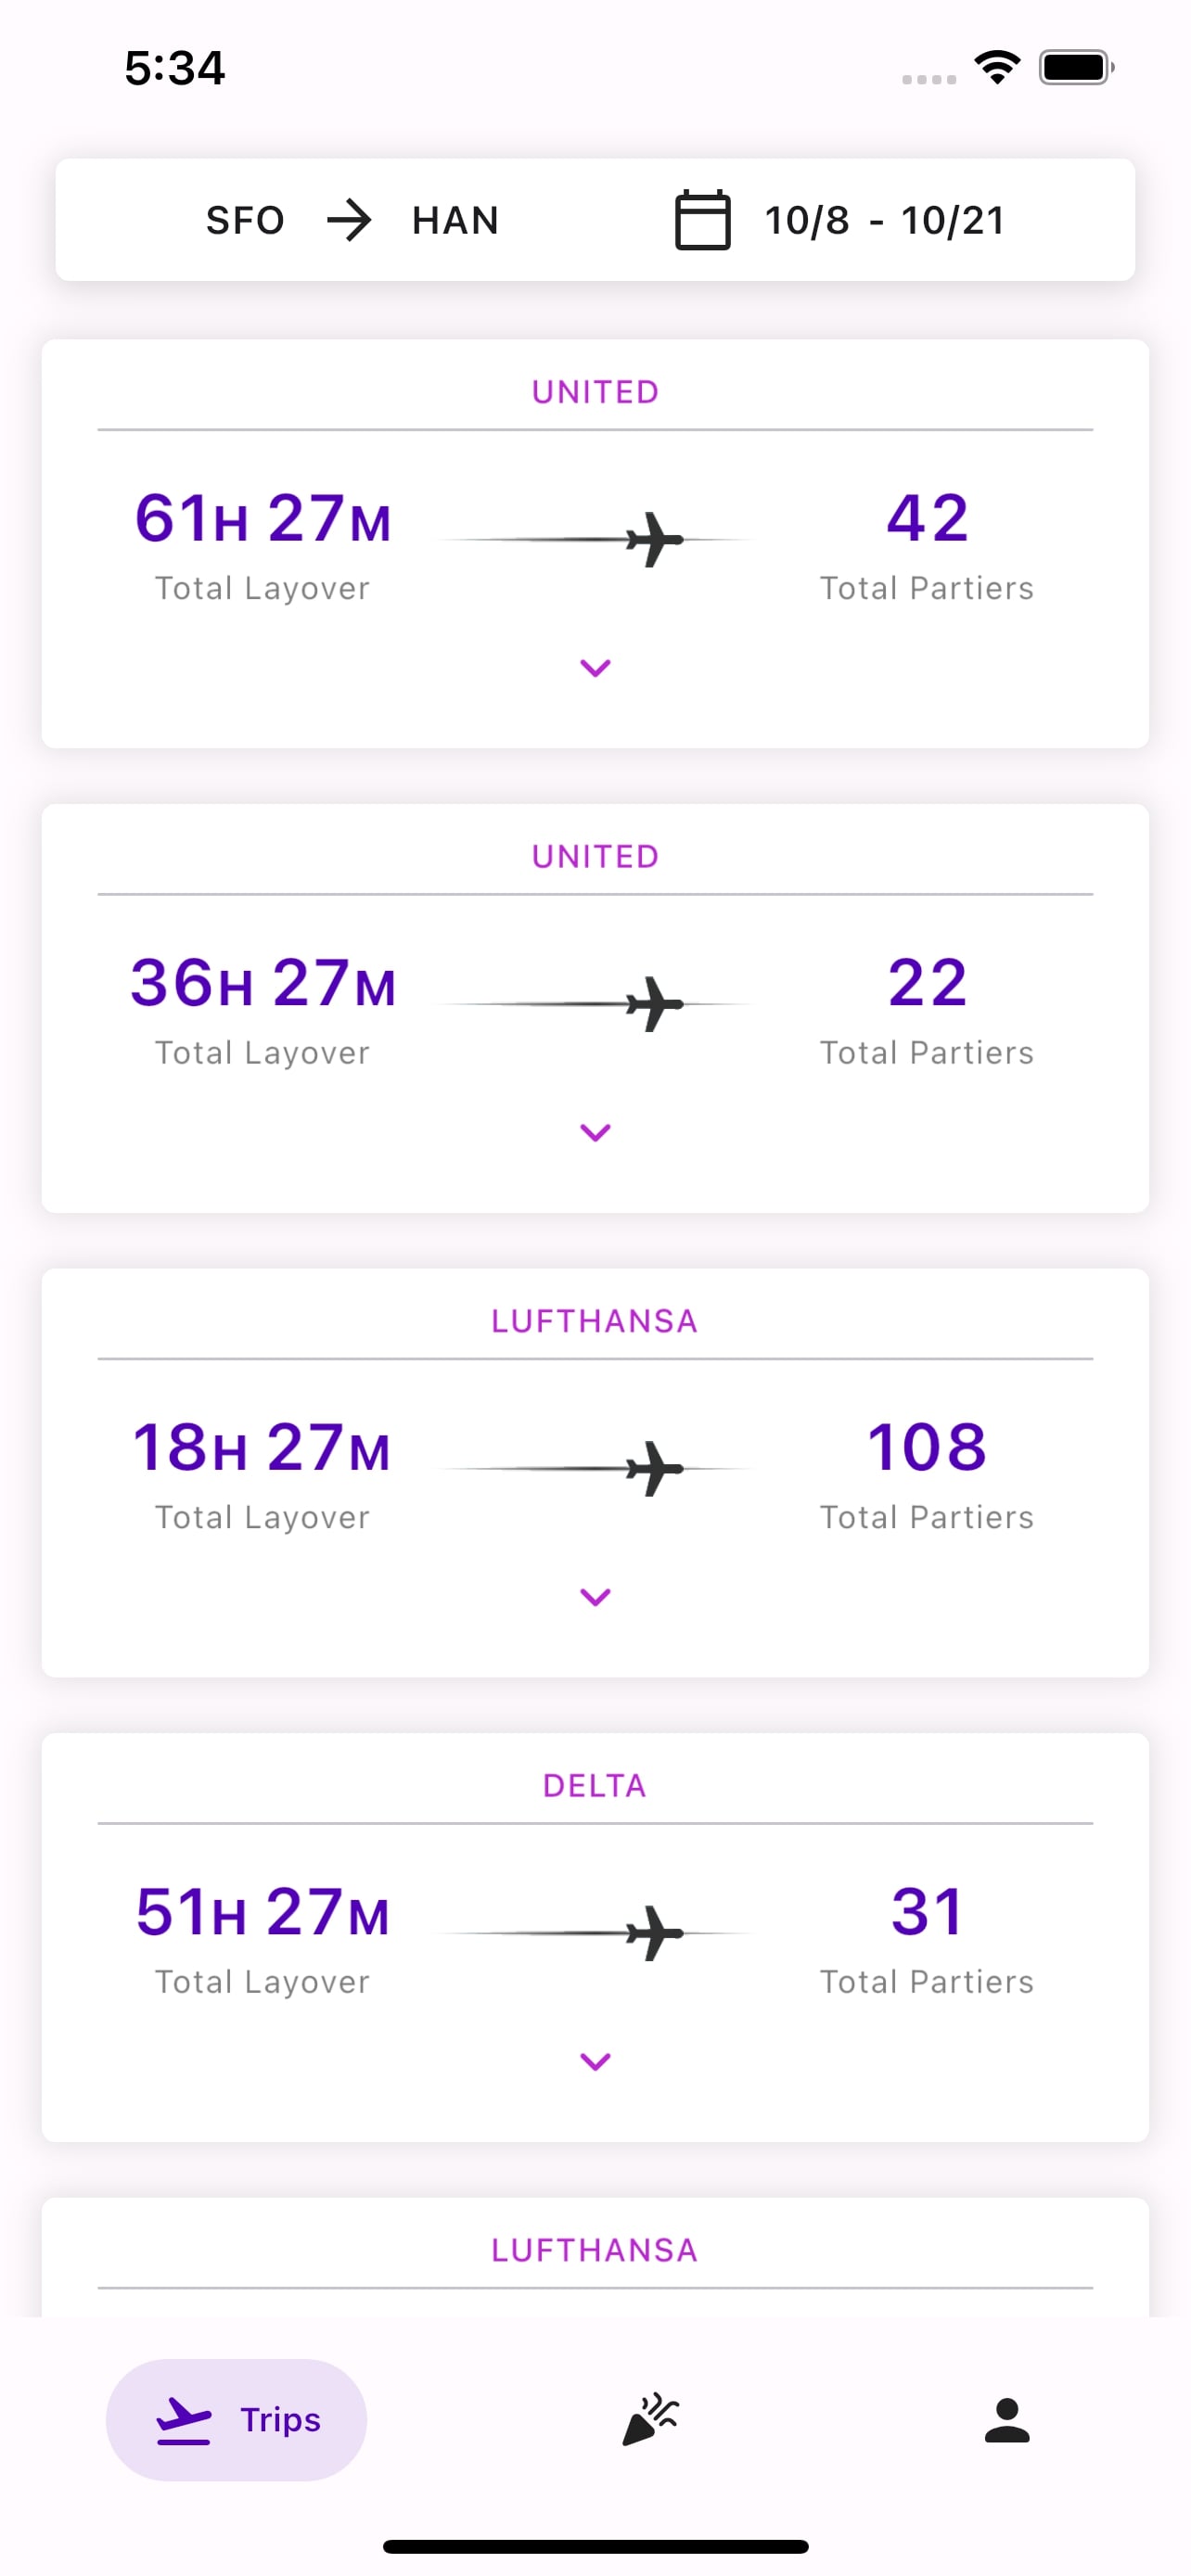 5:34
SFO → HAN 10/8 - 10/21
UNITED
61H 27M 42
Total Layover Total Partiers
UNITED
36H 27M 22
Total Layover Total Partiers
LUFTHANSA
18H 27M 108
Total Layover Total Partiers
DELTA
51H 27M 31
Total Layover Total Partiers
LUFTHANSA
Trips